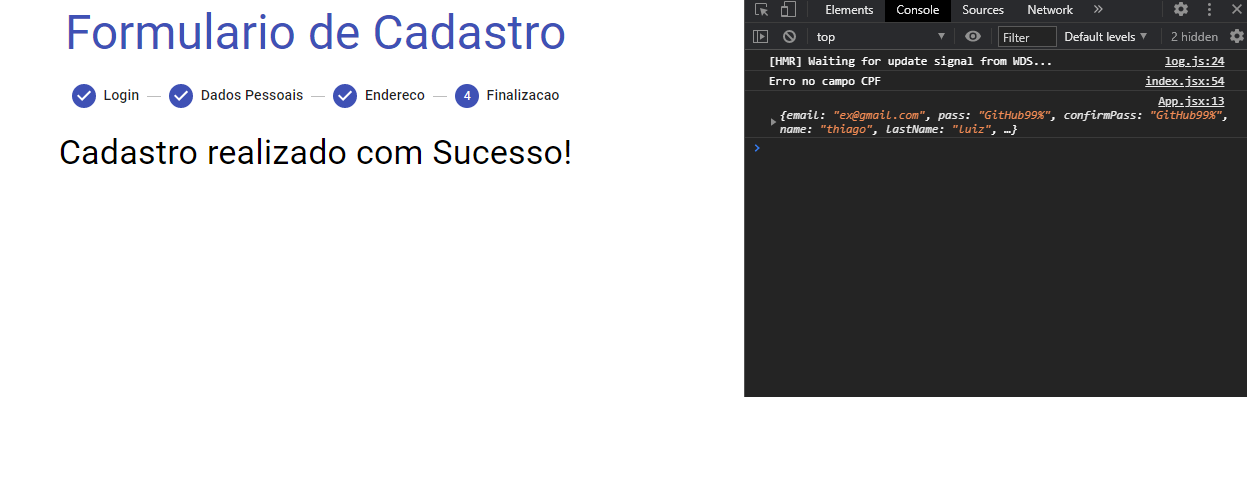 Formulario de Cadastro
Login
Dados Pessoais
Endereco
4 Finalizacao
Cadastro realizado com Sucesso!
Elements Console Sources Network »
top Filter Default levels 2 hidden
[HMR] Waiting for update signal from WDS... log.js:24
Erro no campo CPF index.jsx:54
App.jsx:13
{email: "ex@gmail.com", pass: "GitHub99%", confirmPass: "GitHub99%",
name: "thiago", lastName: "luiz", …}